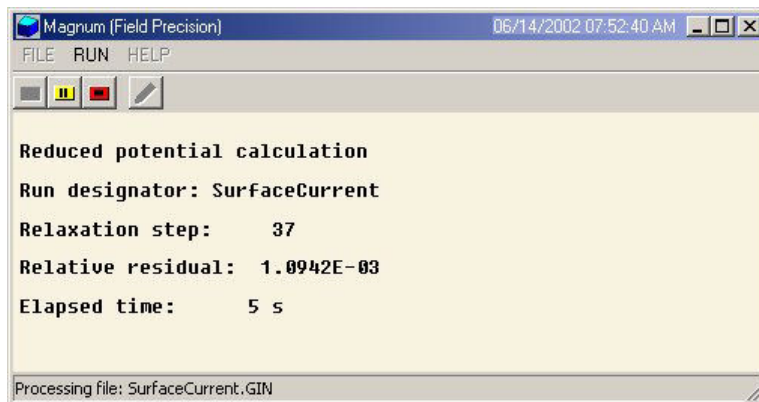 Magnum (Field Precision) 06/14/2002 07:52:40 AM
FILE RUN HELP
Reduced potential calculation
Run designator: SurfaceCurrent
Relaxation step: 37
Relative residual: 1.0942E-03
Elapsed time: 5 s
Processing file: SurfaceCurrent.GIN